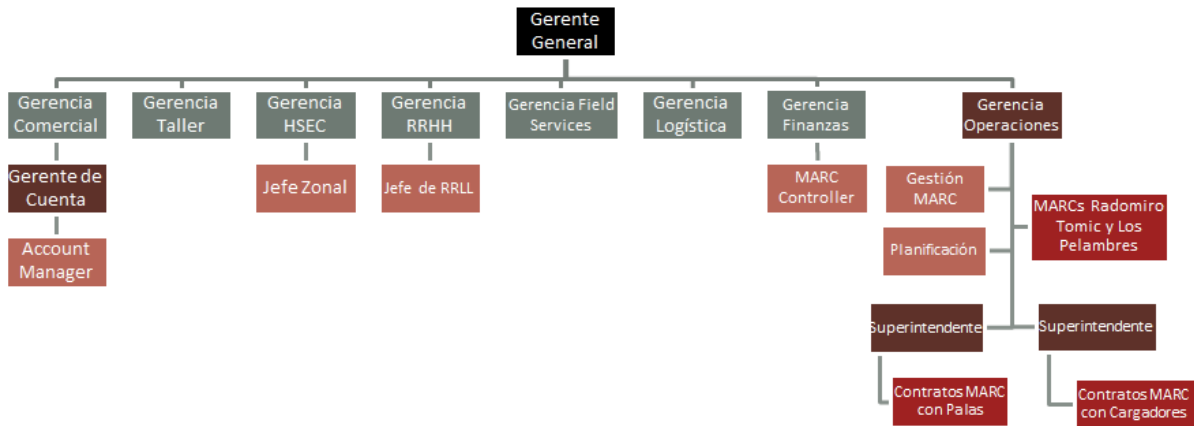 Gerente
General
Gerencia
Comercial
Gerencia
Taller
Gerencia
HSEC
Gerencia
RRHH
Gerencia Field
Services
Gerencia
Logística
Gerencia
Finanzas
Gerencia
Operaciones
Gerente de
Cuenta
Jefe Zonal
Jefe de RRLL
MARC
Controller
Gestión
MARC
MARCs Radomiro
Tomic y Los
Pelambres
Account
Manager
Planificación
Superintendente
Superintendente
Contratos MARC
con Palas
Contratos MARC
con Cargadores